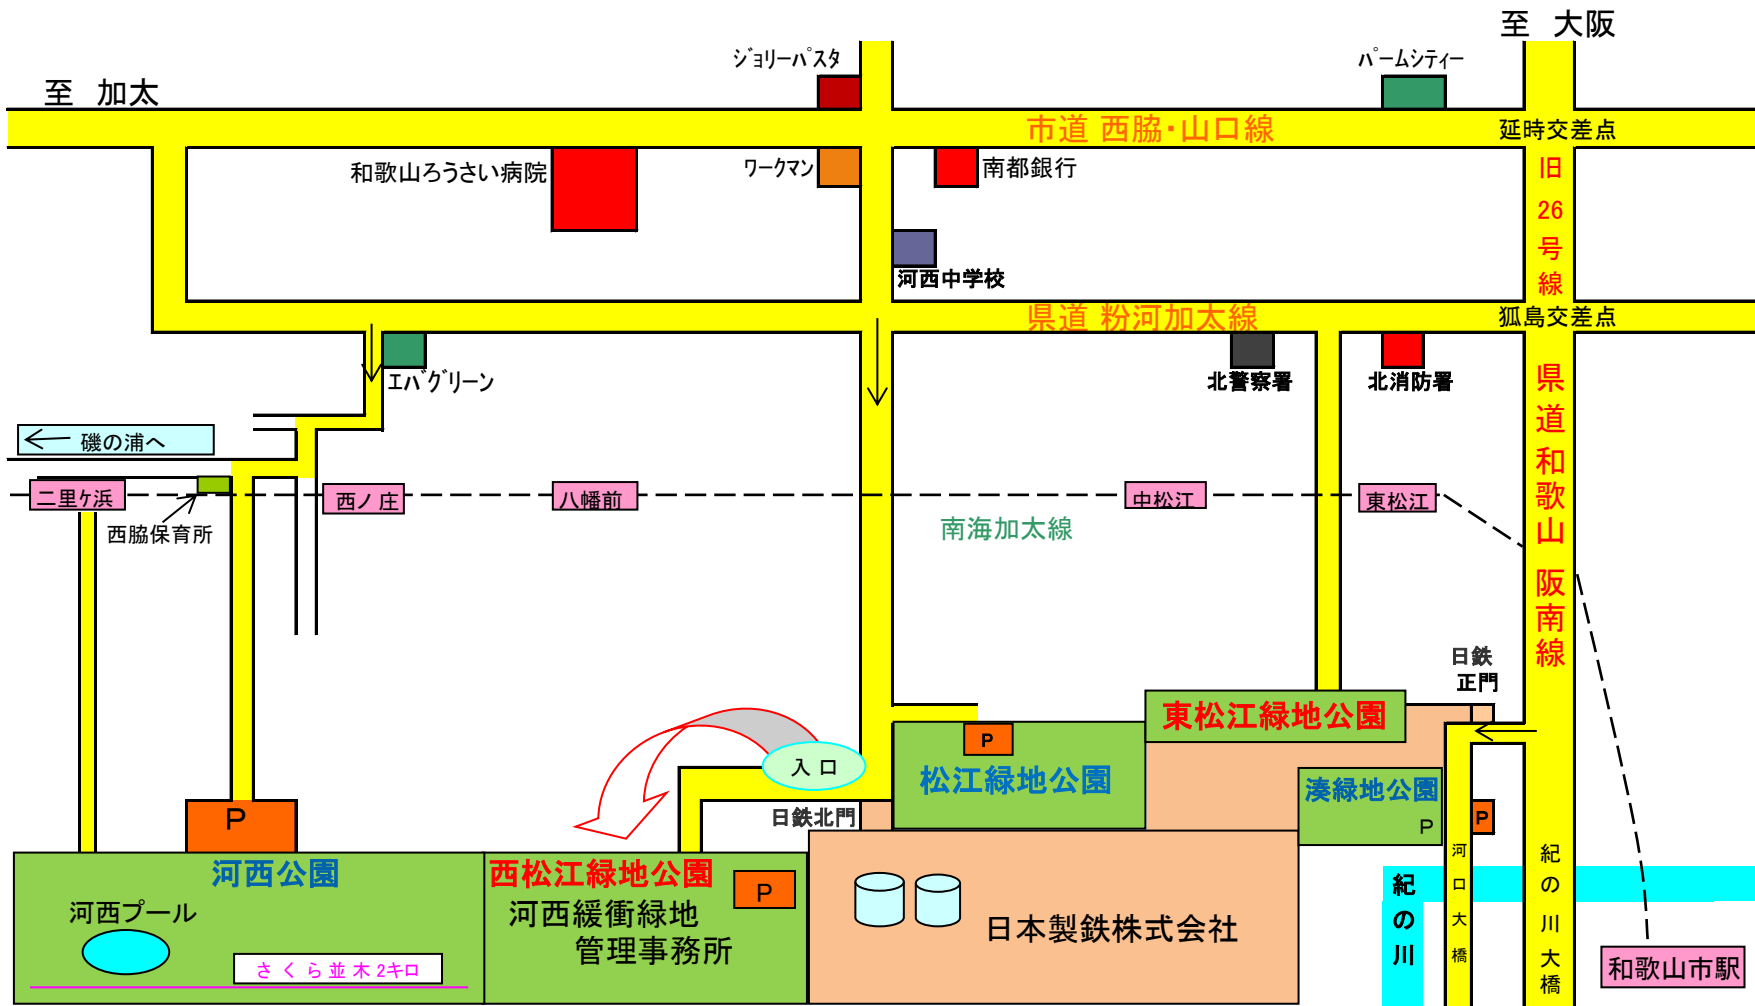 至　大阪
ｼﾞｮﾘｰﾊﾟｽﾀ
ﾊﾟｰﾑｼﾃｨｰ
至　加太
市道 西脇・山口線
延時交差点
和歌山ろうさい病院
ﾜｰｸﾏﾝ
南都銀行
旧26号線
河西中学校
県道 粉河加太線
狐島交差点
ｴﾊﾞｸﾞﾘｰﾝ
北警察署
北消防署
県道和歌山　阪南線
磯の浦へ
二里ｹ浜
西ノ庄
八幡前
中松江
東松江
西脇保育所
南海加太線
日鉄
正門
東松江緑地公園
P
入 口
松江緑地公園
湊緑地公園
P
P
日鉄北門
P
河西公園
西松江緑地公園
P
河口大橋
紀の川大橋
紀の川
河西プール
河西緩衝緑地
管理事務所
日本製鉄株式会社
さ く ら 並 木 2ｷロ
和歌山市駅